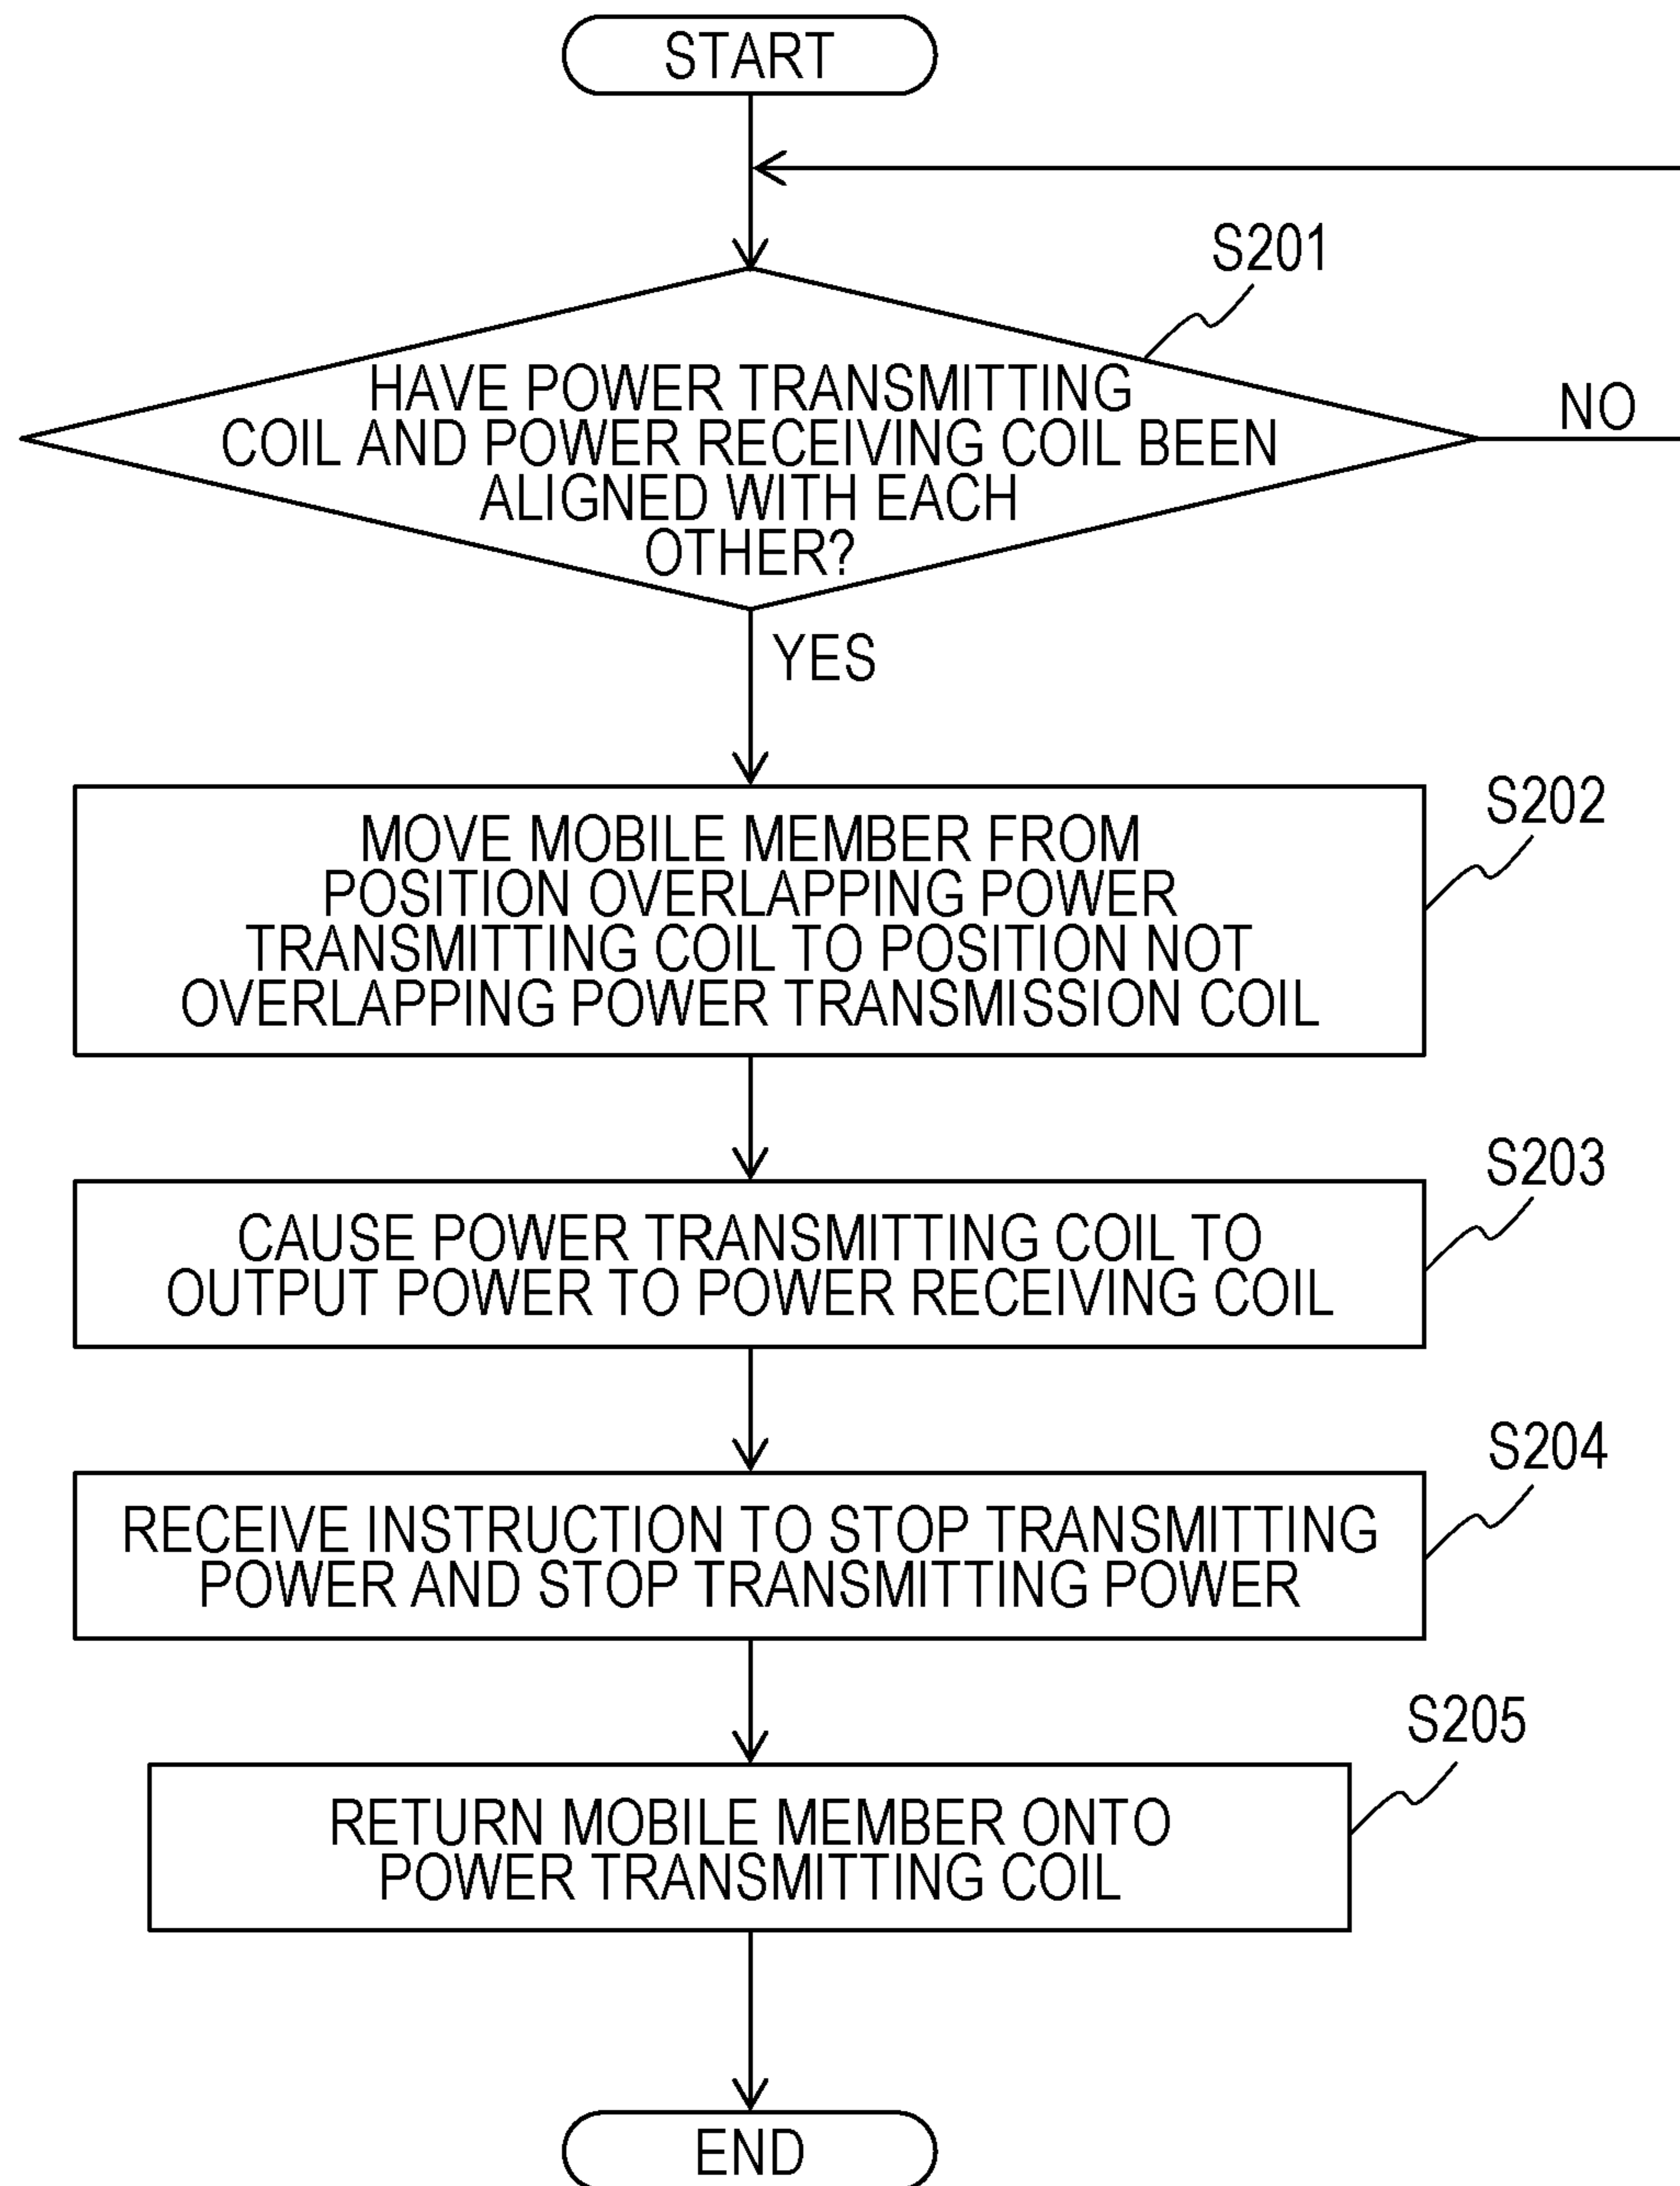 START
S201
HAVE POWER TRANSMITTING
COIL AND POWER RECEIVING COIL BEEN
ALIGNED WITH EACH
OTHER?
NO
YES
S202
MOVE MOBILE MEMBER FROM
POSITION OVERLAPPING POWER
TRANSMITTING COIL TO POSITION NOT
OVERLAPPING POWER TRANSMISSION COIL
S203
CAUSE POWER TRANSMITTING COIL TO
OUTPUT POWER TO POWER RECEIVING COIL
S204
RECEIVE INSTRUCTION TO STOP TRANSMITTING
POWER AND STOP TRANSMITTING POWER
S205
RETURN MOBILE MEMBER ONTO
POWER TRANSMITTING COIL
END